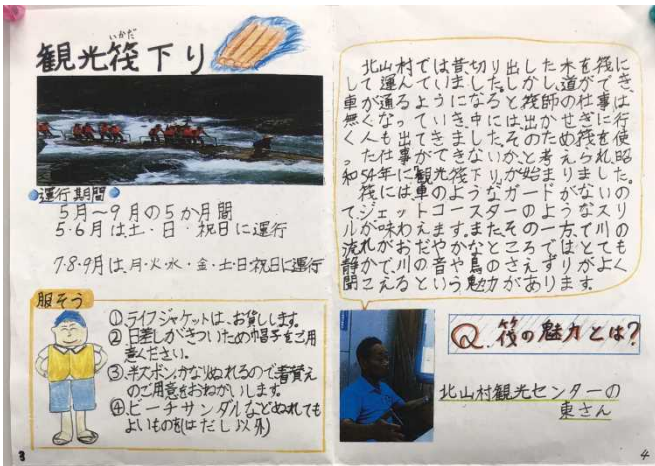 いかだ
観光筏下り
運行期間
5月〜9月の5か月間
5・6月は土・日・祝日に運行
7・8・9月は、月・火・水・金・土・日・祝日に運行
服そう
①ライフジャケットは、お貸しします。
②日差しがきついため帽子をご用
意ください。
③半ズボンかなりぬれるので着替え
のご用意をおねがいします。
④ビーチサンダルなどぬれても
よいものを(はだし以外)
3
北山村では昔、切り出した木を筏に
して運んでいました。しかし道ができ、
車が通るようになると筏師の仕事は
無くなっていき、中には、出かせぎに行
く人も出てきました。そのため筏を使
った仕事ができないか、と考えられ、昭
和54年に「観光筏下り」が始まりました。
筏には、車のようなガードがないの
でジェットコースターのようなスリ
ルが味わえます。またその一方、川の
流れがおだやかなところではとても
静かで、川の音や鳥のさえずりがよく
聞こえるという魅力があります。
Q.筏の魅力とは?
北山村観光センターの
東さん
4